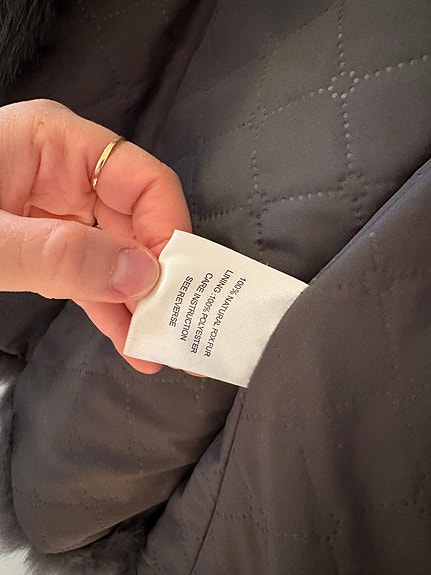 100% NATURAL FOX FUR
LINING 100% POLYESTER
CARE INSTRUCTION
SEE REVERSE